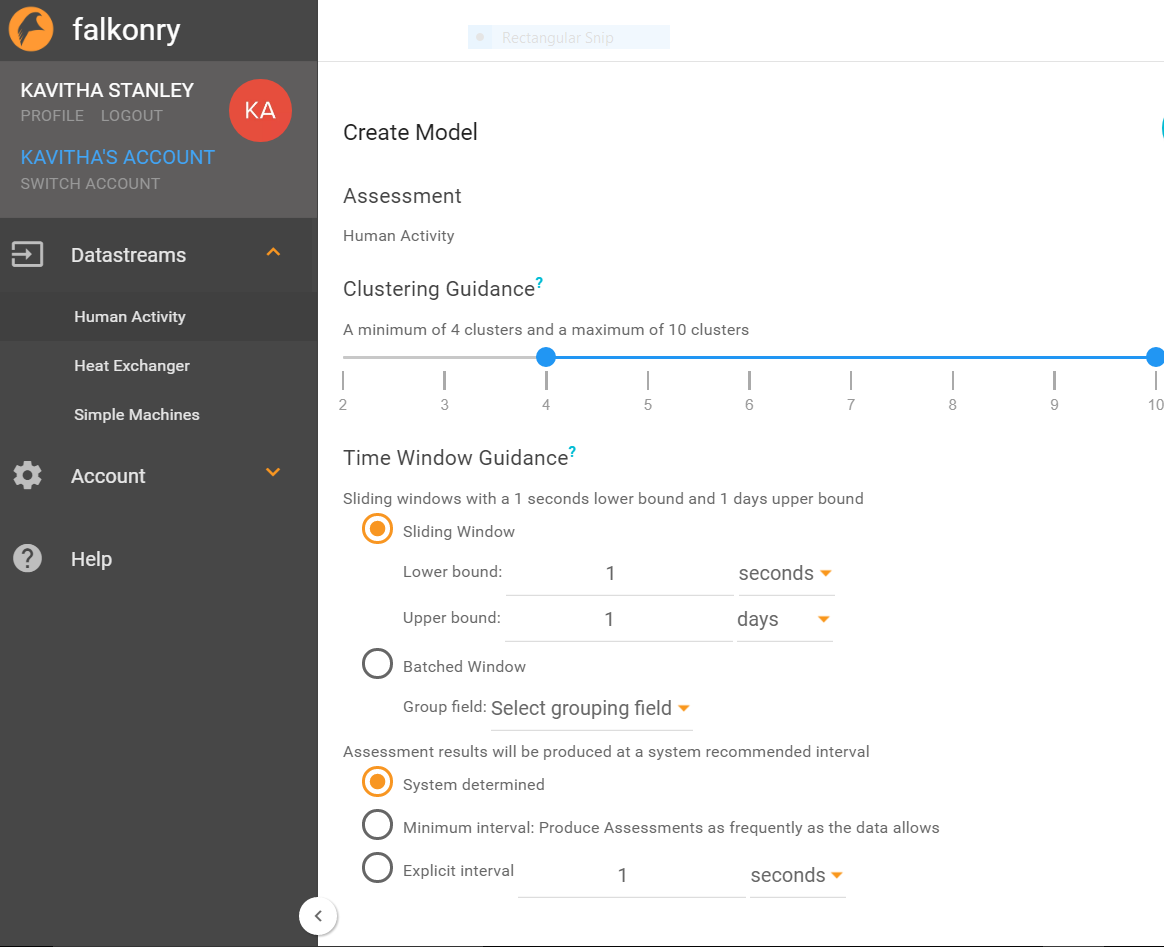 falkonry
Rectangular Snip
KAVITHA STANLEY
PROFILE LOGOUT
KA
KAVITHA'S ACCOUNT
SWITCH ACCOUNT
Datastreams
Human Activity
Heat Exchanger
Simple Machines
Account
Help
Create Model
Assessment
Human Activity
Clustering Guidance?
A minimum of 4 clusters and a maximum of 10 clusters
2 3 4 5 6 7 8 9 10
Time Window Guidance?
Sliding windows with a 1 seconds lower bound and 1 days upper bound
Sliding Window
Lower bound: 1 seconds
Upper bound: 1 days
Batched Window
Group field: Select grouping field
Assessment results will be produced at a system recommended interval
System determined
Minimum interval: Produce Assessments as frequently as the data allows
Explicit interval 1 seconds